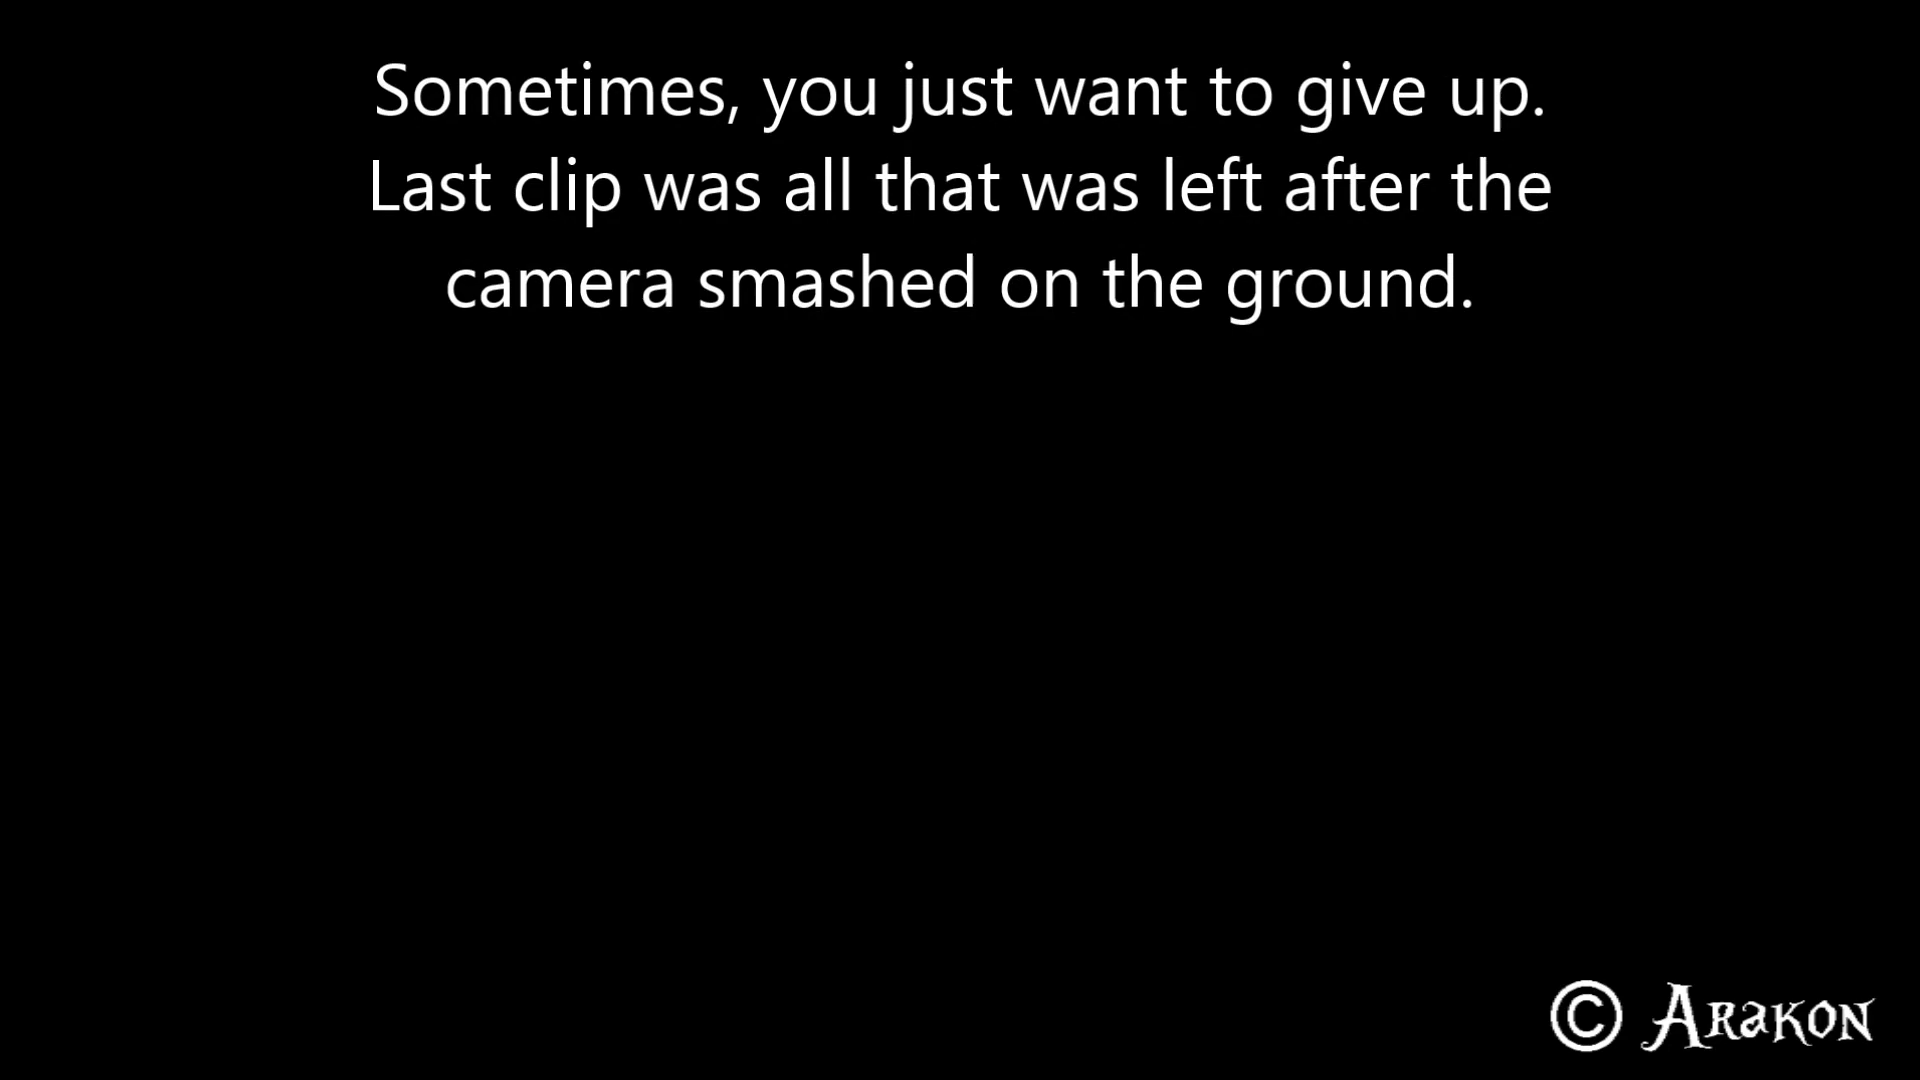 Sometimes, you just want to give up.
Last clip was all that was left after the
camera smashed on the ground.
© Arakon